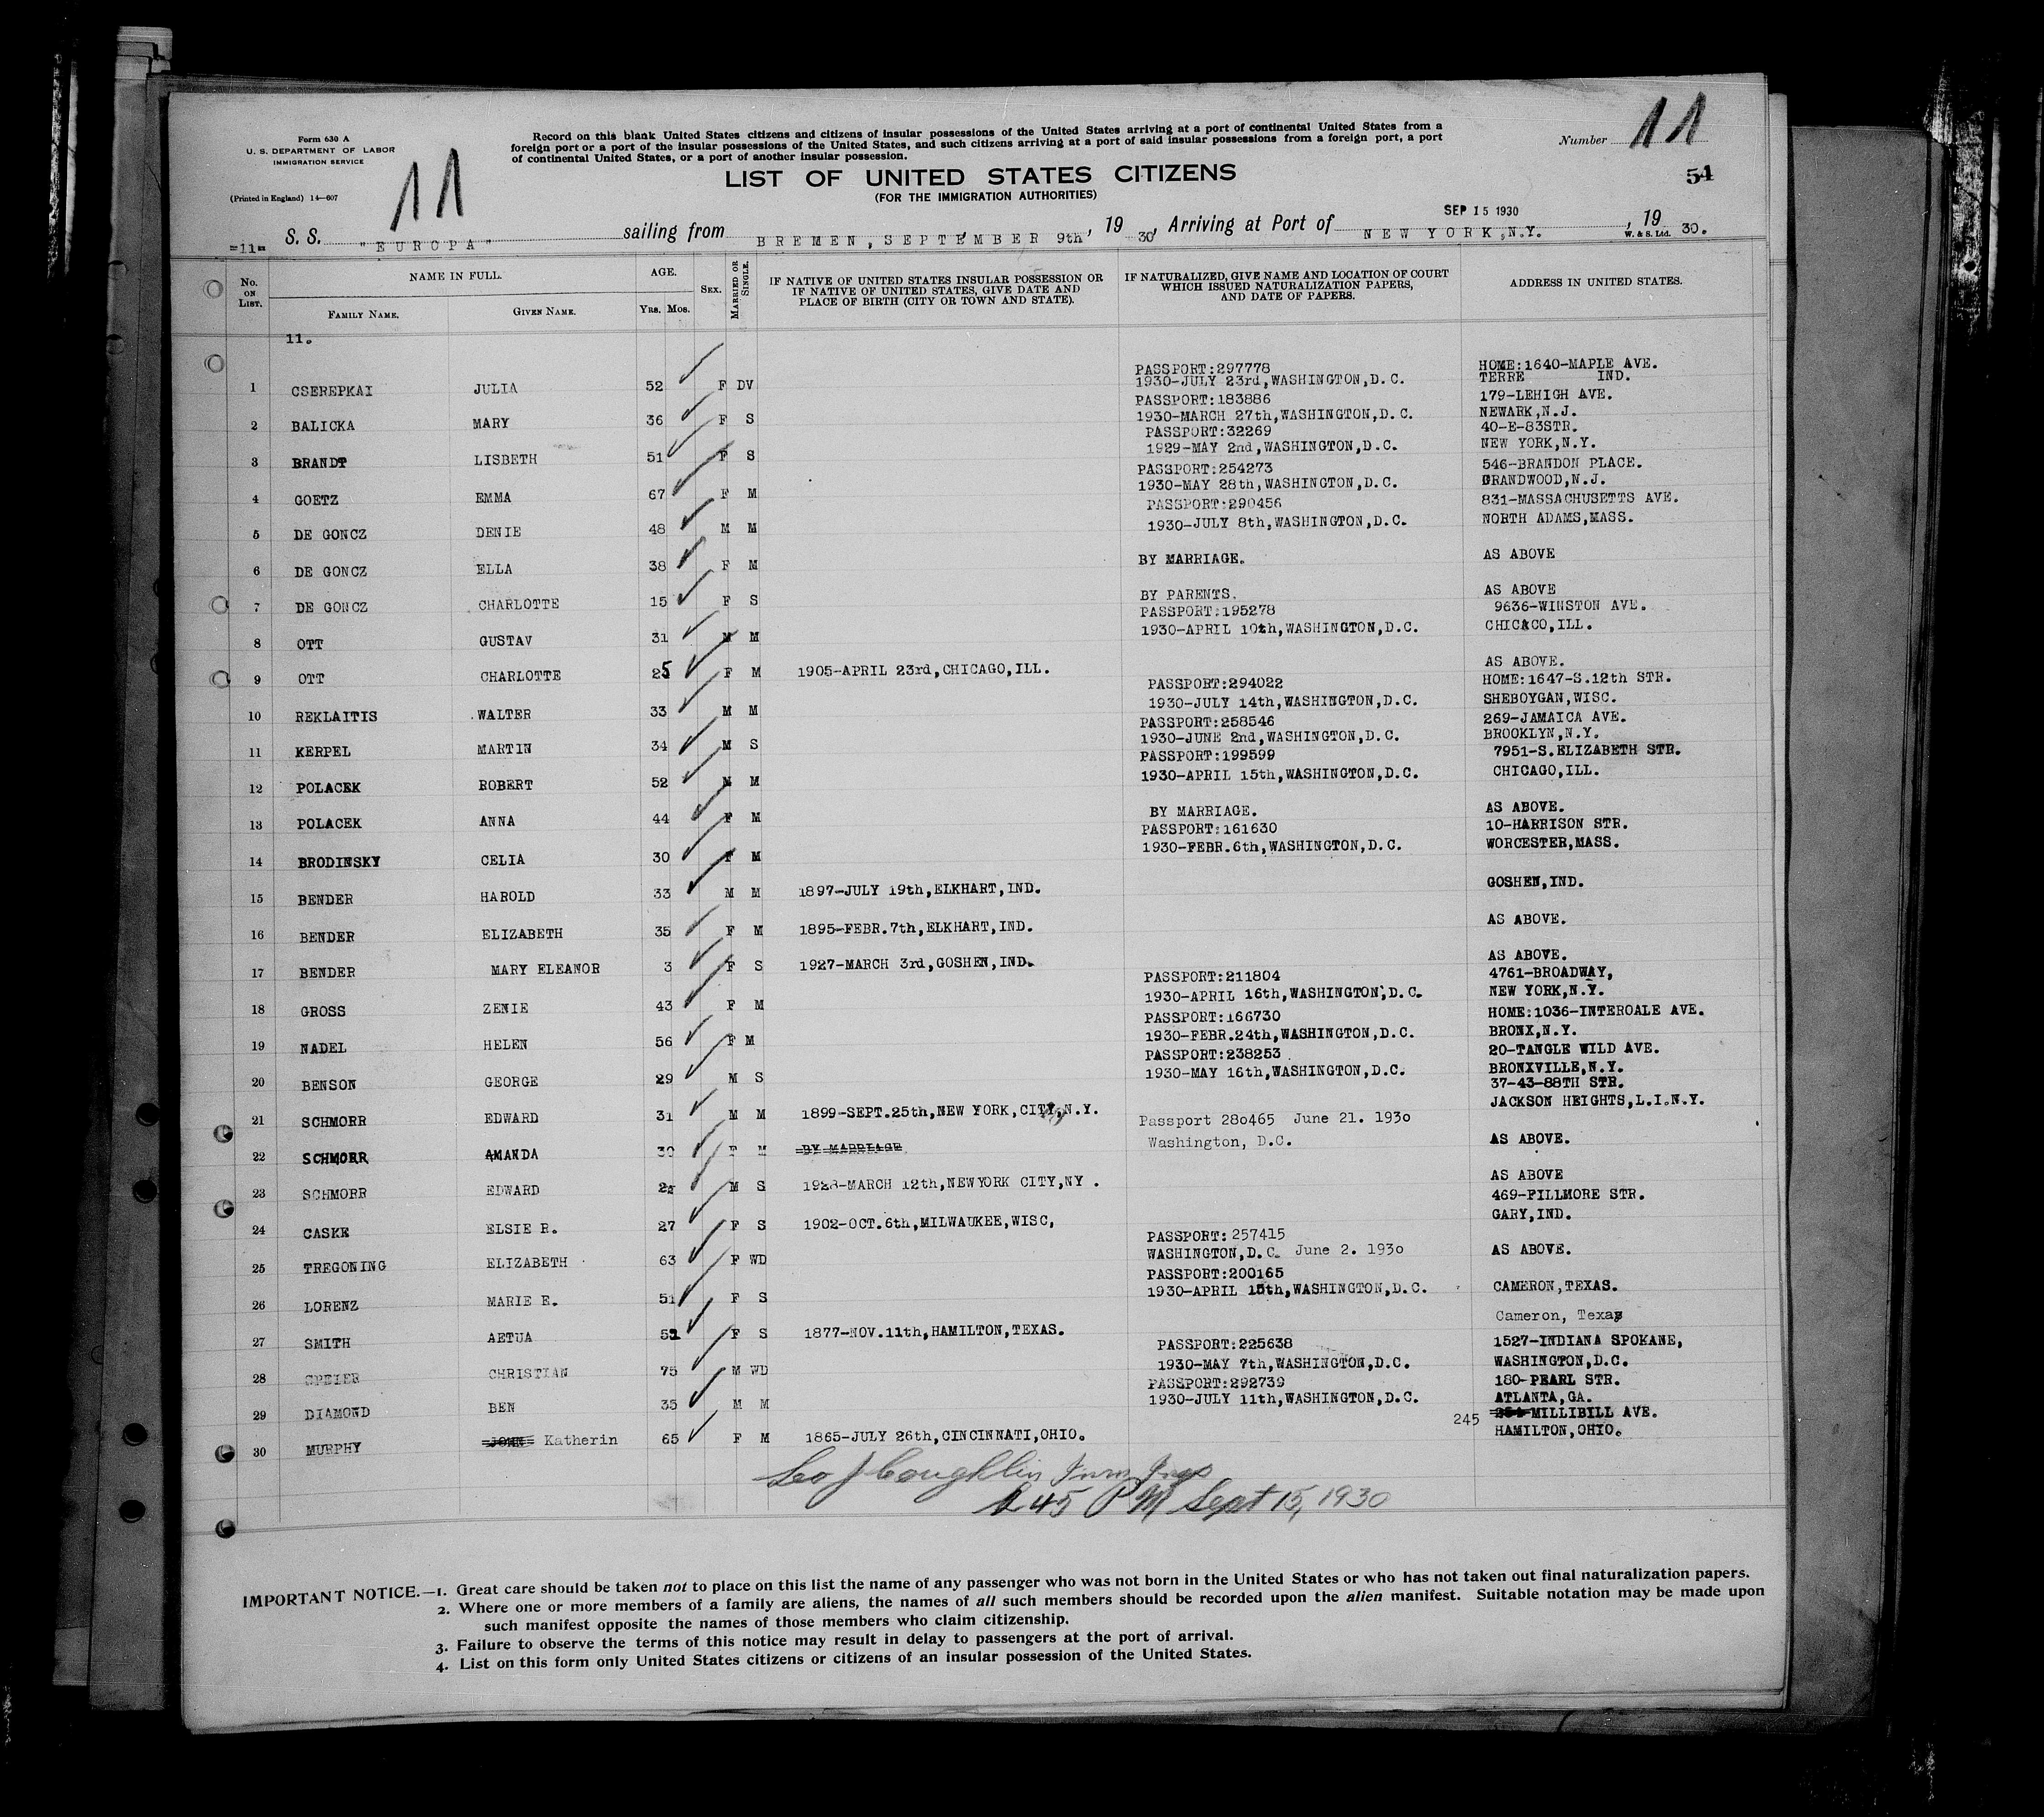 Form 630 A
U. S. DEPARTMENT OF LABOR
IMMIGRATION SERVICE
(Printed in England) 14—607
11
Record on this blank United States citizens and citizens of insular possessions of the United States arriving at a port of continental United States from a
foreign port or a port of the insular possessions of the United States, and such citizens arriving at a port of said insular possessions from a foreign port, a port
of continental United States, or a port of another insular possession.
Number 11
54
LIST OF UNITED STATES CITIZENS
(FOR THE IMMIGRATION AUTHORITIES)
SEP 15 1930
-11- S. S. "EUROPA" sailing from BREMEN, SEPTEMBER 9th, 19 30, Arriving at Port of NEW YORK, N.Y., 19 30.
W. & S. Ltd.
No. ON LIST. NAME IN FULL. FAMILY NAME. GIVEN NAME. AGE. Yrs. Mos. SEX. MARRIED OR SINGLE. IF NATIVE OF UNITED STATES INSULAR POSSESSION OR IF NATIVE OF UNITED STATES, GIVE DATE AND PLACE OF BIRTH (CITY OR TOWN AND STATE). IF NATURALIZED, GIVE NAME AND LOCATION OF COURT WHICH ISSUED NATURALIZATION PAPERS, AND DATE OF PAPERS. ADDRESS IN UNITED STATES.
11.
1 CSEREPKAI JULIA 52 F DV PASSPORT:297778 1930-JULY 23rd, WASHINGTON, D.C. HOME:1640-MAPLE AVE. TERRE IND.
2 BALICKA MARY 36 F S PASSPORT:183886 1930-MARCH 27th, WASHINGTON, D.C. 179-LEHIGH AVE. NEWARK, N.J.
3 BRANDT LISBETH 51 F S PASSPORT:32269 1929-MAY 2nd, WASHINGTON, D.C. 40-E-83STR. NEW YORK, N.Y.
4 GOETZ EMMA 67 F M PASSPORT:254273 1930-MAY 28th, WASHINGTON, D.C. 546-BRANDON PLACE. GRANDWOOD, N.J.
5 DE GONCZ DENIE 48 M M PASSPORT:290456 1930-JULY 8th, WASHINGTON, D.C. 831-MASSACHUSETTS AVE. NORTH ADAMS, MASS.
6 DE GONCZ ELLA 38 F M BY MARRIAGE. AS ABOVE
7 DE GONCZ CHARLOTTE 15 F S BY PARENTS. AS ABOVE
8 OTT GUSTAV 31 M M PASSPORT:195278 1930-APRIL 10th, WASHINGTON, D.C. 9636-WINSTON AVE. CHICACO, ILL.
9 OTT CHARLOTTE 25 F M 1905-APRIL 23rd, CHICAGO, ILL. AS ABOVE.
10 REKLAITIS WALTER 33 M M PASSPORT:294022 1930-JULY 14th, WASHINGTON, D.C. HOME:1647-S.12th STR. SHEBOYGAN, WISC.
11 KERPEL MARTIN 34 M S PASSPORT:258546 1930-JUNE 2nd, WASHINGTON, D.C. 269-JAMAICA AVE. BROOKLYN, N.Y.
12 POLACEK ROBERT 52 M M PASSPORT:199599 1930-APRIL 15th, WASHINGTON, D.C. 7951-S.ELIZABETH STR. CHICAGO, ILL.
13 POLACEK ANNA 44 F M BY MARRIAGE. AS ABOVE.
14 BRODINSKY CELIA 30 F M PASSPORT:161630 1930-FEBR.6th, WASHINGTON, D.C. 10-HARRISON STR. WORCESTER, MASS.
15 BENDER HAROLD 33 M M 1897-JULY 19th, ELKHART, IND. GOSHEN, IND.
16 BENDER ELIZABETH 35 F M 1895-FEBR.7th, ELKHART, IND. AS ABOVE.
17 BENDER MARY ELEANOR 3 F S 1927-MARCH 3rd, GOSHEN, IND. AS ABOVE.
18 GROSS ZENIE 43 F M PASSPORT:211804 1930-APRIL 16th, WASHINGTON, D.C. 4761-BROADWAY, NEW YORK, N.Y.
19 NADEL HELEN 56 F M PASSPORT:166730 1930-FEBR.24th, WASHINGTON, D.C. HOME:1036-INTEROALE AVE. BRONX, N.Y.
20 BENSON GEORGE 29 M S PASSPORT:238253 1930-MAY 16th, WASHINGTON, D.C. 20-TANGLE WILD AVE. BRONXVILLE, N.Y.
21 SCHMORR EDWARD 31 M M 1899-SEPT.25th, NEW YORK, CITY, N.Y. 37-43-88TH STR. JACKSON HEIGHTS, L.I.N.Y.
22 SCHMORR AMANDA 30 F M BY MARRIAGE Passport 280465 June 21. 1930 Washington, D.C. AS ABOVE.
23 SCHMORR EDWARD 2 M S 1928-MARCH 12th, NEWYORK CITY, NY. AS ABOVE
24 CASKE ELSIE R. 27 F S 1902-OCT.6th, MILWAUKEE, WISC, 469-FILLMORE STR. GARY, IND.
25 TREGONING ELIZABETH 63 F WD PASSPORT:257415 WASHINGTON, D.C. June 2. 1930 AS ABOVE.
26 LORENZ MARIE E. 51 F S PASSPORT:200165 1930-APRIL 15th, WASHINGTON, D.C. CAMERON, TEXAS.
27 SMITH AETUA 52 F S 1877-NOV.11th, HAMILTON, TEXAS. Cameron, Texas
28 SPEIER CHRISTIAN 75 M WD PASSPORT:225638 1930-MAY 7th, WASHINGTON, D.C. 1527-INDIANA SPOKANE, WASHINGTON, D.C.
29 DIAMOND BEN 35 M M PASSPORT:292739 1930-JULY 11th, WASHINGTON, D.C. 180-PEARL STR. ATLANTA, GA.
30 MURPHY JOHN Katherin 65 F M 1865-JULY 26th, CINCINNATI, OHIO. 245 MILLIBILL AVE. HAMILTON, OHIO.
Leo J Coughlin Imm Insp
45 PM Sept 15, 1930
IMPORTANT NOTICE.—1. Great care should be taken not to place on this list the name of any passenger who was not born in the United States or who has not taken out final naturalization papers.
2. Where one or more members of a family are aliens, the names of all such members should be recorded upon the alien manifest. Suitable notation may be made upon
such manifest opposite the names of those members who claim citizenship.
3. Failure to observe the terms of this notice may result in delay to passengers at the port of arrival.
4. List on this form only United States citizens or citizens of an insular possession of the United States.